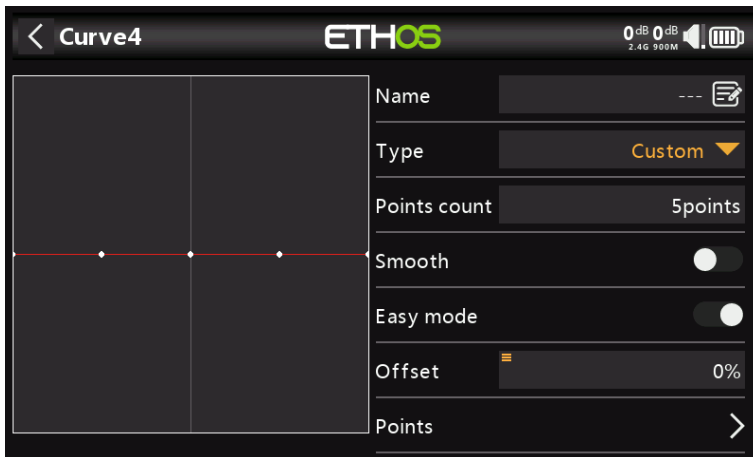 Curve4
ETHOS
0dB 0dB
2.4G 900M
Name
---
Type
Custom
Points count
5points
Smooth
Easy mode
Offset
0%
Points